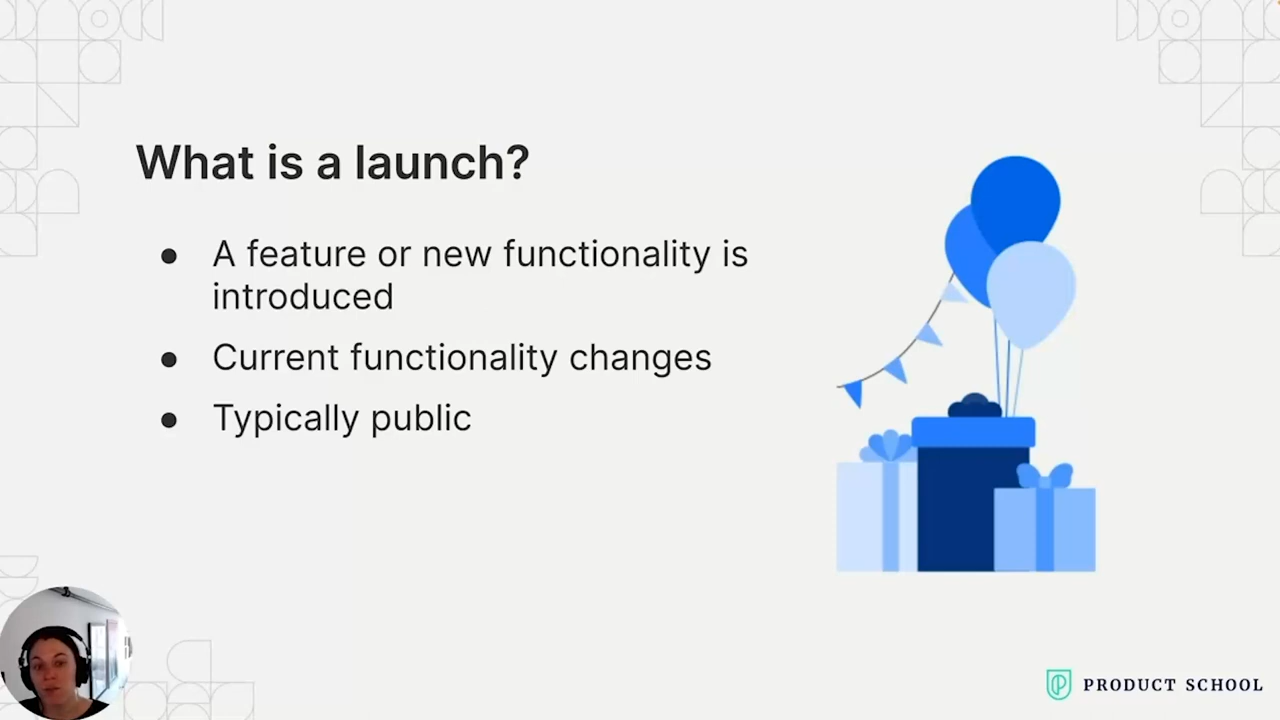 What is a launch?
● A feature or new functionality is
introduced
● Current functionality changes
● Typically public
PRODUCT SCHOOL